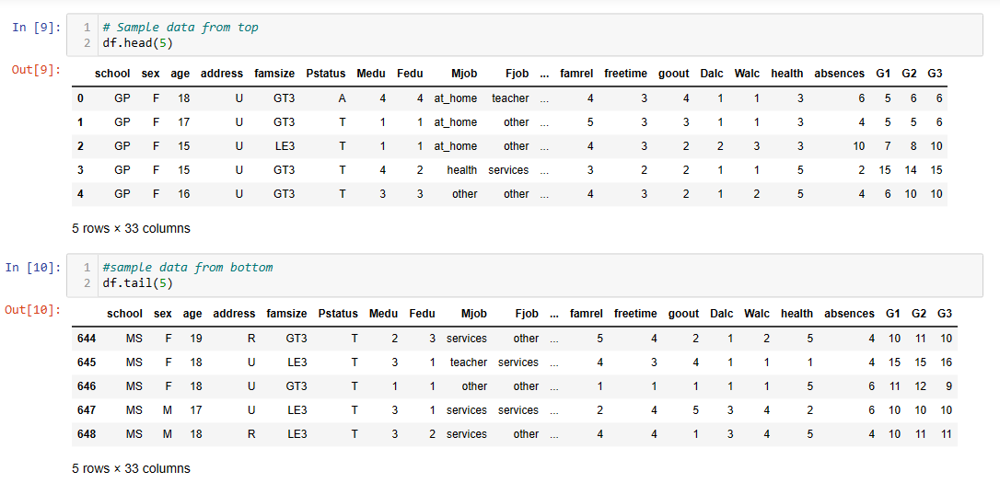 In [9]: 1 # Sample data from top
2 df.head(5)
Out[9]: school sex age address famsize Pstatus Medu Fedu Mjob Fjob ... famrel freetime goout Dalc Walc health absences G1 G2 G3
0 GP F 18 U GT3 A 4 4 at_home teacher ... 4 3 4 1 1 3 6 5 6 6
1 GP F 17 U GT3 T 1 1 at_home other ... 5 3 3 1 1 3 4 5 5 6
2 GP F 15 U LE3 T 1 1 at_home other ... 4 3 2 2 3 3 10 7 8 10
3 GP F 15 U GT3 T 4 2 health services ... 3 2 2 1 1 5 2 15 14 15
4 GP F 16 U GT3 T 3 3 other other ... 4 3 2 1 2 5 4 6 10 10
5 rows × 33 columns
In [10]: 1 #sample data from bottom
2 df.tail(5)
Out[10]: school sex age address famsize Pstatus Medu Fedu Mjob Fjob ... famrel freetime goout Dalc Walc health absences G1 G2 G3
644 MS F 19 R GT3 T 2 3 services other ... 5 4 2 1 2 5 4 10 11 10
645 MS F 18 U LE3 T 3 1 teacher services ... 4 3 4 1 1 1 4 15 15 16
646 MS F 18 U GT3 T 1 1 other other ... 1 1 1 1 1 5 6 11 12 9
647 MS M 17 U LE3 T 3 1 services services ... 2 4 5 3 4 2 6 10 10 10
648 MS M 18 R LE3 T 3 2 services other ... 4 4 1 3 4 5 4 10 11 11
5 rows × 33 columns